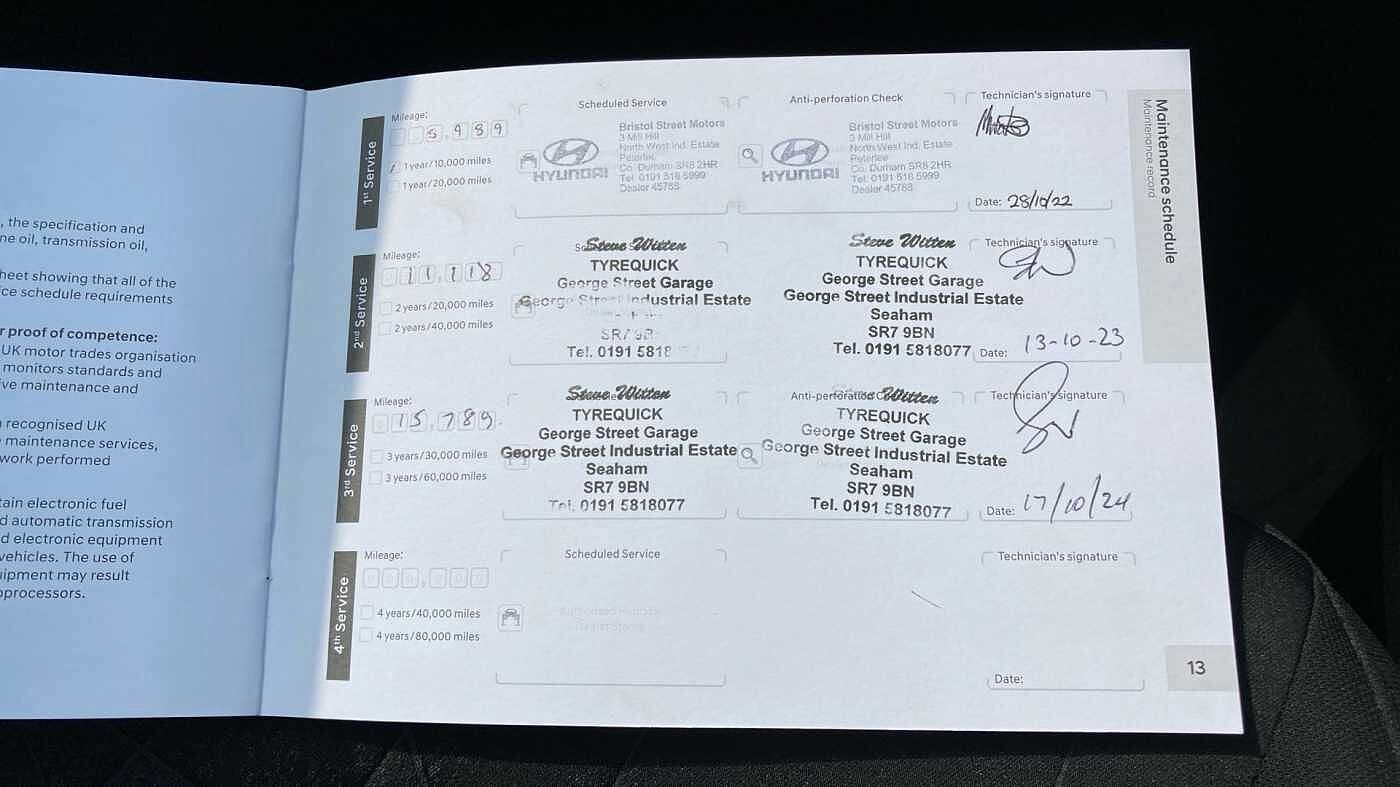 , the specification and
ne oil, transmission oil,
heet showing that all of the
ice schedule requirements
r proof of competence:
UK motor trades organisation
monitors standards and
ive maintenance and
n recognised UK
e maintenance services,
work performed
tain electronic fuel
d automatic transmission
d electronic equipment
vehicles. The use of
uipment may result
oprocessors.
Maintenance schedule
Maintenance record
1st Service
Mileage:
5,989
1 year/10,000 miles
1 year/20,000 miles
Scheduled Service
HYUNDAI
Bristol Street Motors
3 Mill Hill
North West Ind. Estate
Peterlee
Co. Durham SR8 2HR
Tel: 0191 518 5999
Dealer 45788
Anti-perforation Check
HYUNDAI
Bristol Street Motors
3 Mill Hill
North West Ind. Estate
Peterlee
Co. Durham SR8 2HR
Tel: 0191 518 5999
Dealer 45788
Technician's signature
Date: 28/10/22
2nd Service
Mileage:
11,118
2 years/20,000 miles
2 years/40,000 miles
Steve Witten
TYREQUICK
George Street Garage
George Street Industrial Estate
SR7 9B
Tel. 0191 5818
Steve Witten
TYREQUICK
George Street Garage
George Street Industrial Estate
Seaham
SR7 9BN
Tel. 0191 5818077
Technician's signature
Date: 13-10-23
3rd Service
Mileage:
15,789
3 years/30,000 miles
3 years/60,000 miles
Steve Witten
TYREQUICK
George Street Garage
George Street Industrial Estate
Seaham
SR7 9BN
Tel. 0191 5818077
Anti-perforation
Steve Witten
TYREQUICK
George Street Garage
George Street Industrial Estate
Seaham
SR7 9BN
Tel. 0191 5818077
Technician's signature
Date: 17/10/24
4th Service
Mileage:
4 years/40,000 miles
4 years/80,000 miles
Scheduled Service
Technician's signature
Date:
13